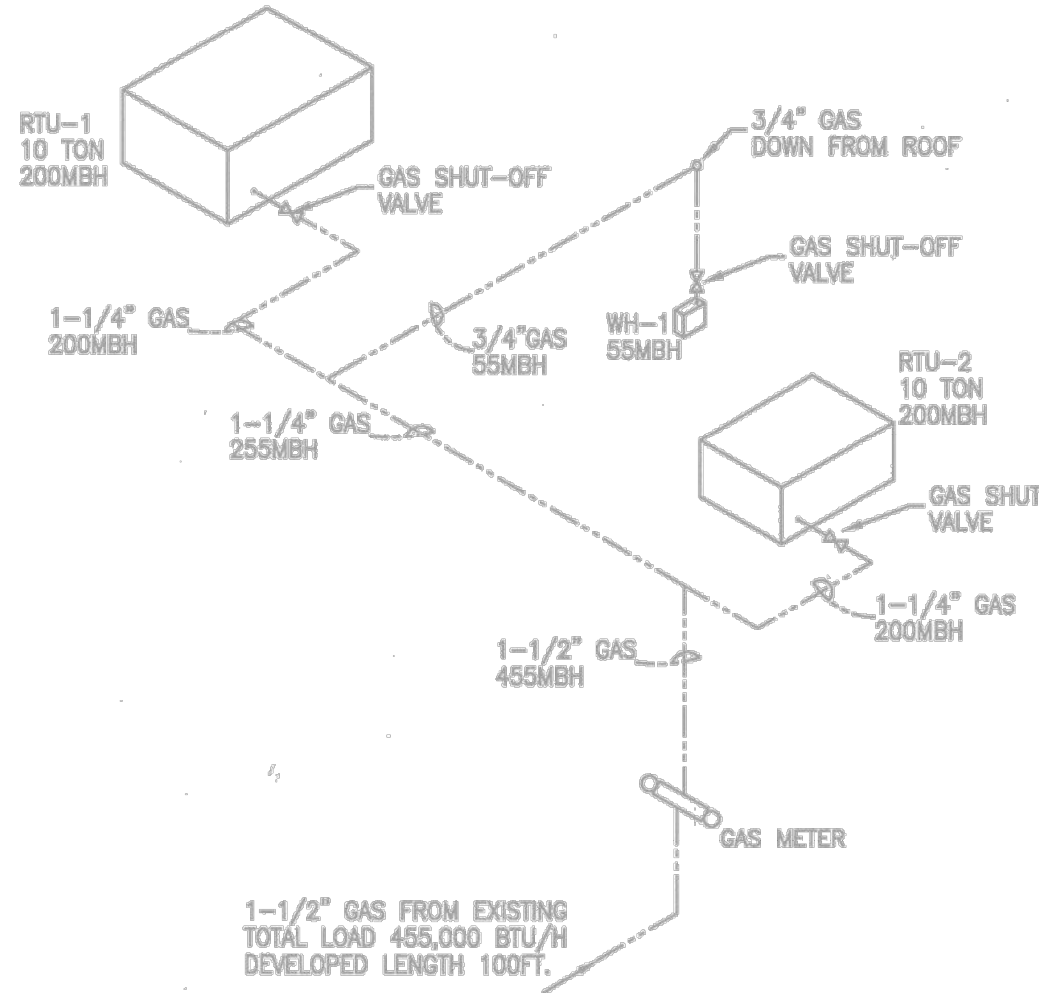 RTU-1
10 TON
200MBH
GAS SHUT-OFF
VALVE
3/4" GAS
DOWN FROM ROOF
GAS SHUT-OFF
VALVE
1-1/4" GAS
200MBH
3/4"GAS
55MBH
WH-1
55MBH
RTU-2
10 TON
200MBH
1-1/4" GAS
255MBH
GAS SHUT
VALVE
1-1/4" GAS
200MBH
1-1/2" GAS
455MBH
GAS METER
1-1/2" GAS FROM EXISTING
TOTAL LOAD 455,000 BTU/H
DEVELOPED LENGTH 100FT.